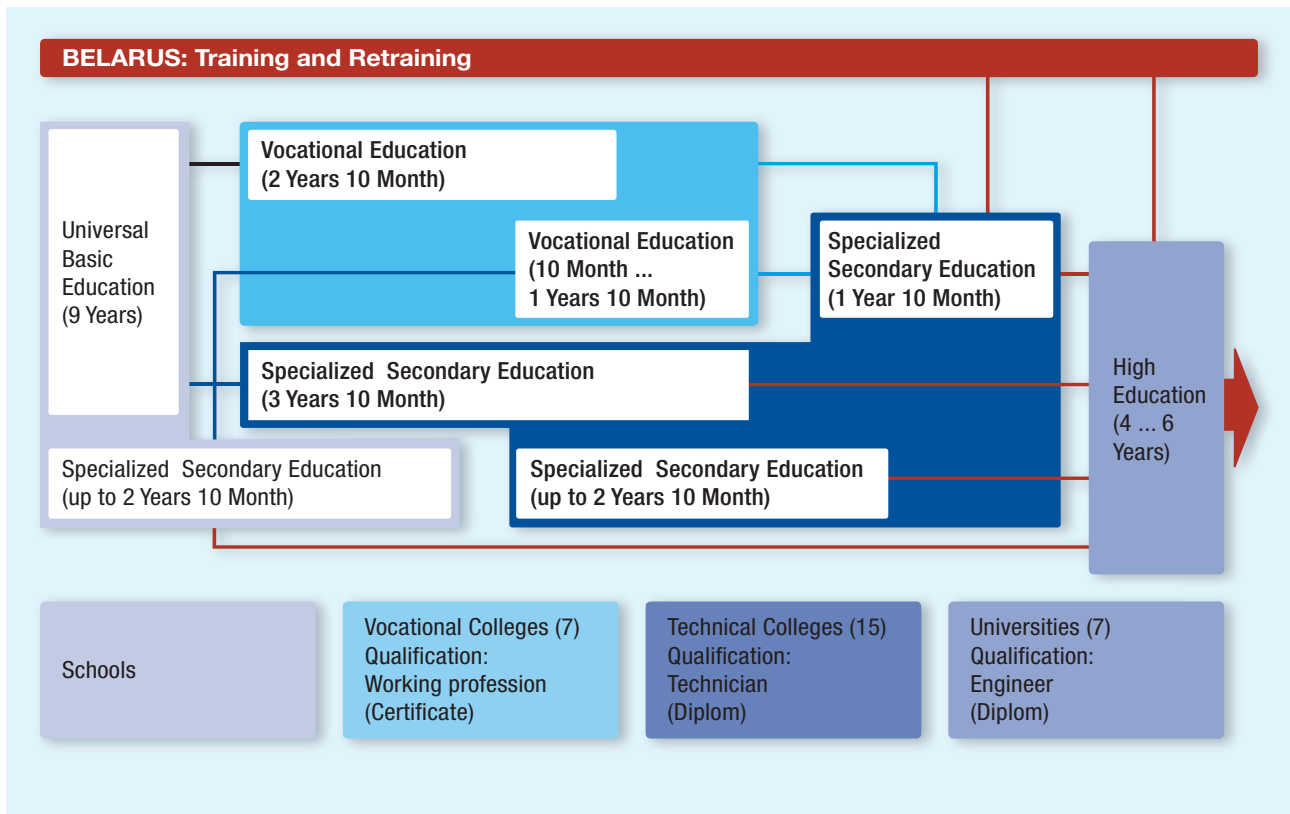 BELARUS: Training and Retraining
Universal
Basic
Education
(9 Years)
Vocational Education
(2 Years 10 Month)
Vocational Education
(10 Month ...
1 Years 10 Month)
Specialized
Secondary Education
(1 Year 10 Month)
Specialized Secondary Education
(3 Years 10 Month)
High
Education
(4 ... 6
Years)
Specialized Secondary Education
(up to 2 Years 10 Month)
Specialized Secondary Education
(up to 2 Years 10 Month)
Schools
Vocational Colleges (7)
Qualification:
Working profession
(Certificate)
Technical Colleges (15)
Qualification:
Technician
(Diplom)
Universities (7)
Qualification:
Engineer
(Diplom)